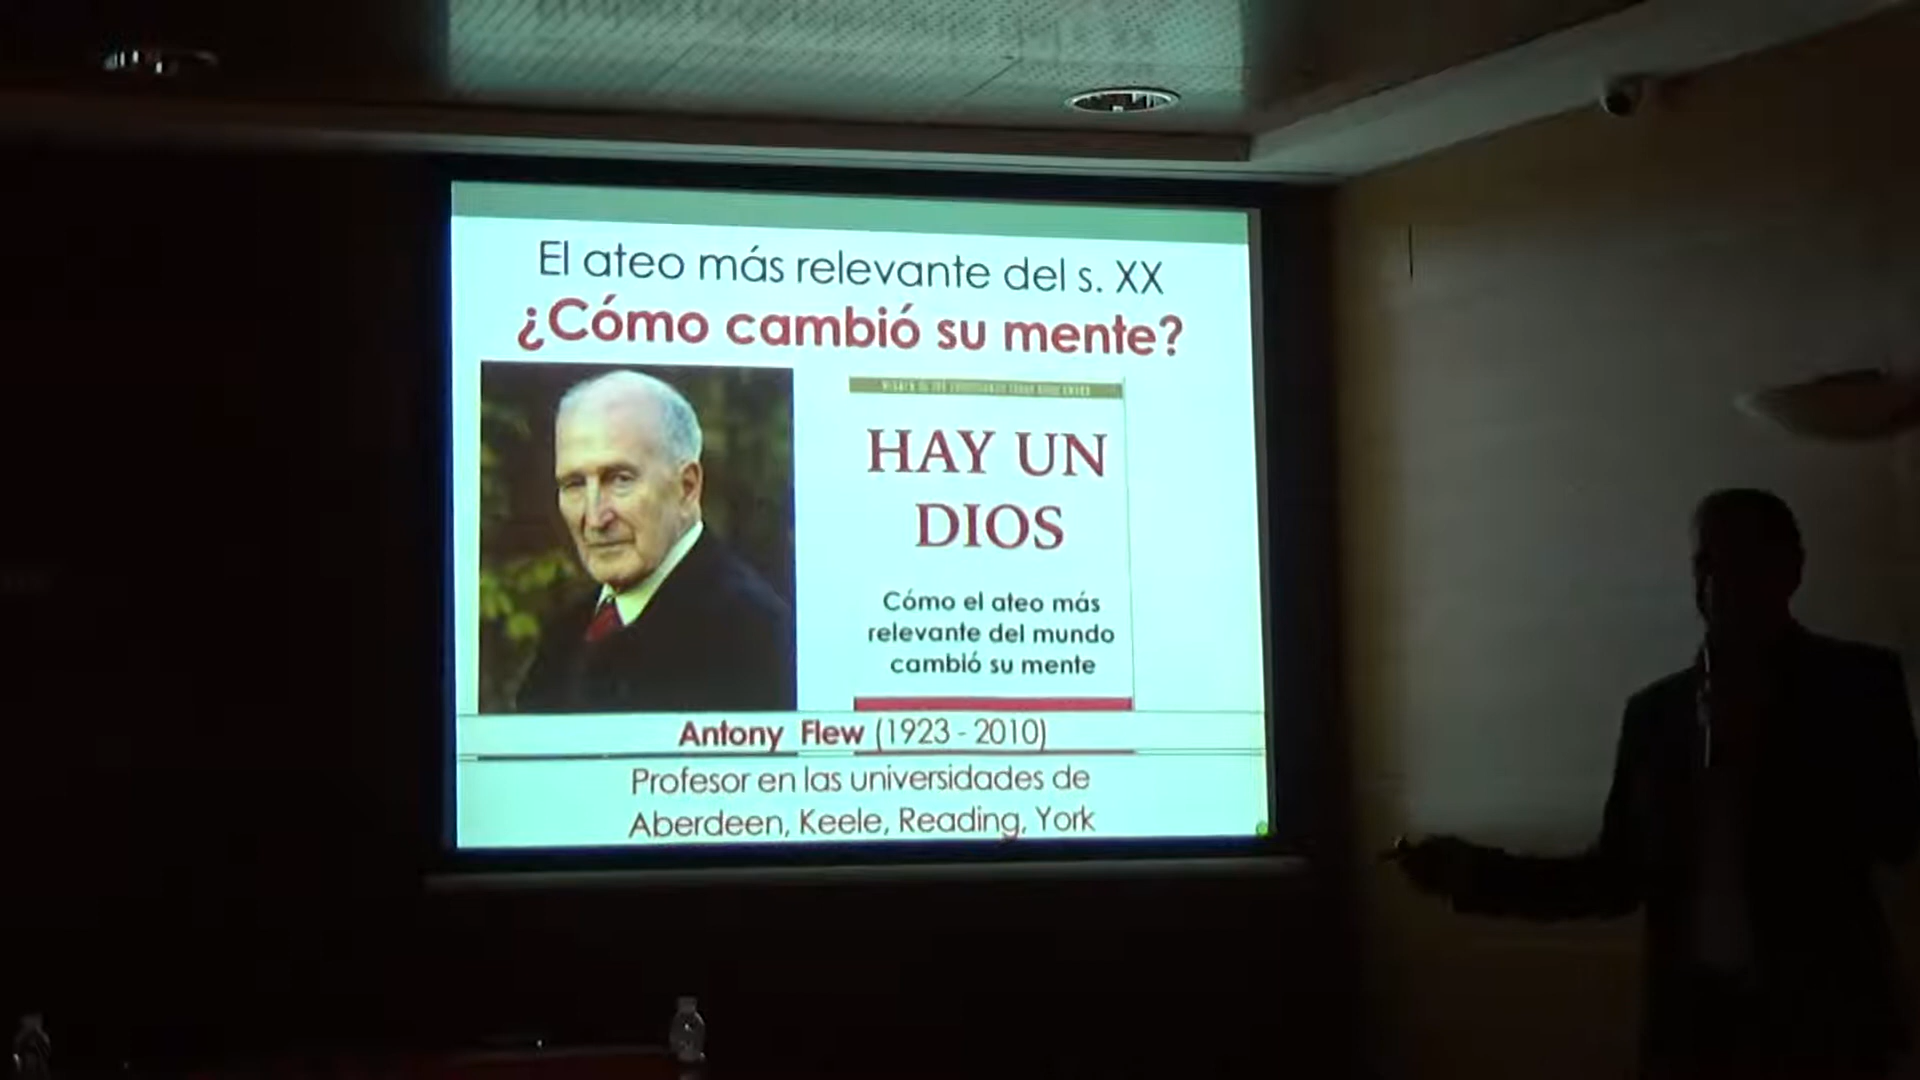 El ateo más relevante del s. XX
¿Cómo cambió su mente?
HAY UN
DIOS
Cómo el ateo más
relevante del mundo
cambió su mente
Antony Flew (1923 - 2010)
Profesor en las universidades de
Aberdeen, Keele, Reading, York